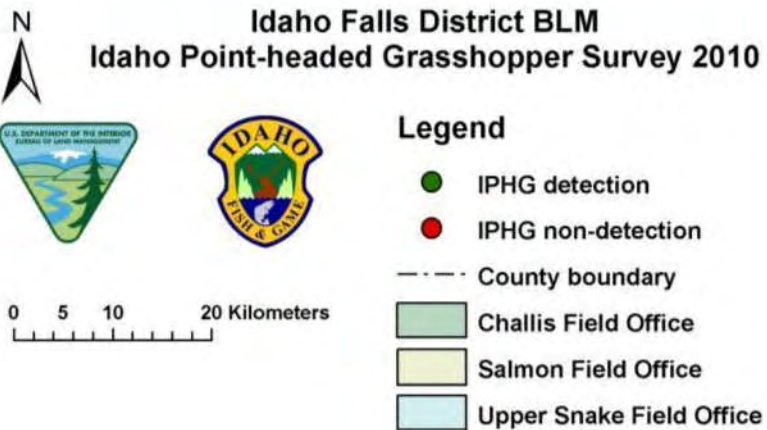 N
Idaho Falls District BLM
Idaho Point-headed Grasshopper Survey 2010
U.S. DEPARTMENT OF THE INTERIOR
BUREAU OF LAND MANAGEMENT
IDAHO
FISH & GAME
Legend
IPHG detection
IPHG non-detection
County boundary
Challis Field Office
Salmon Field Office
Upper Snake Field Office
0 5 10 20 Kilometers